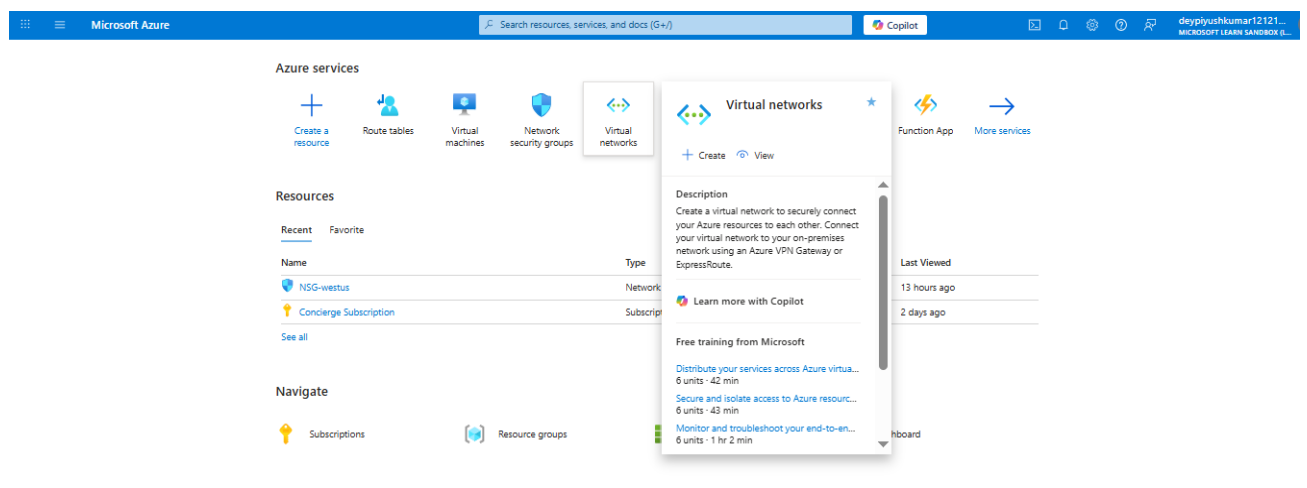 Microsoft Azure
Search resources, services, and docs (G+/)
Copilot
deypiyushkumar12121...
MICROSOFT LEARN SANDBOX (L...
Azure services
Create a
resource
Route tables
Virtual
machines
Network
security groups
Virtual
networks
Virtual networks
Create
View
Function App
More services
Description
Create a virtual network to securely connect
your Azure resources to each other. Connect
your virtual network to your on-premises
network using an Azure VPN Gateway or
ExpressRoute.
Learn more with Copilot
Free training from Microsoft
Distribute your services across Azure virtua...
6 units · 42 min
Secure and isolate access to Azure resourc...
6 units · 43 min
Monitor and troubleshoot your end-to-en...
6 units · 1 hr 2 min
Resources
Recent Favorite
Name Type Last Viewed
NSG-westus Network 13 hours ago
Concierge Subscription Subscrip 2 days ago
See all
Navigate
Subscriptions
Resource groups
hboard